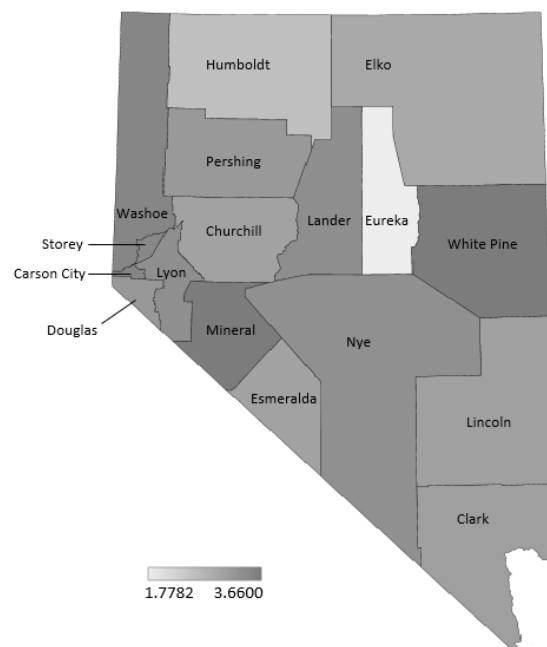 Humboldt
Elko
Pershing
Washoe
Churchill
Lander
Eureka
White Pine
Storey
Carson City
Lyon
Douglas
Mineral
Nye
Esmeralda
Lincoln
Clark
1.7782 3.6600